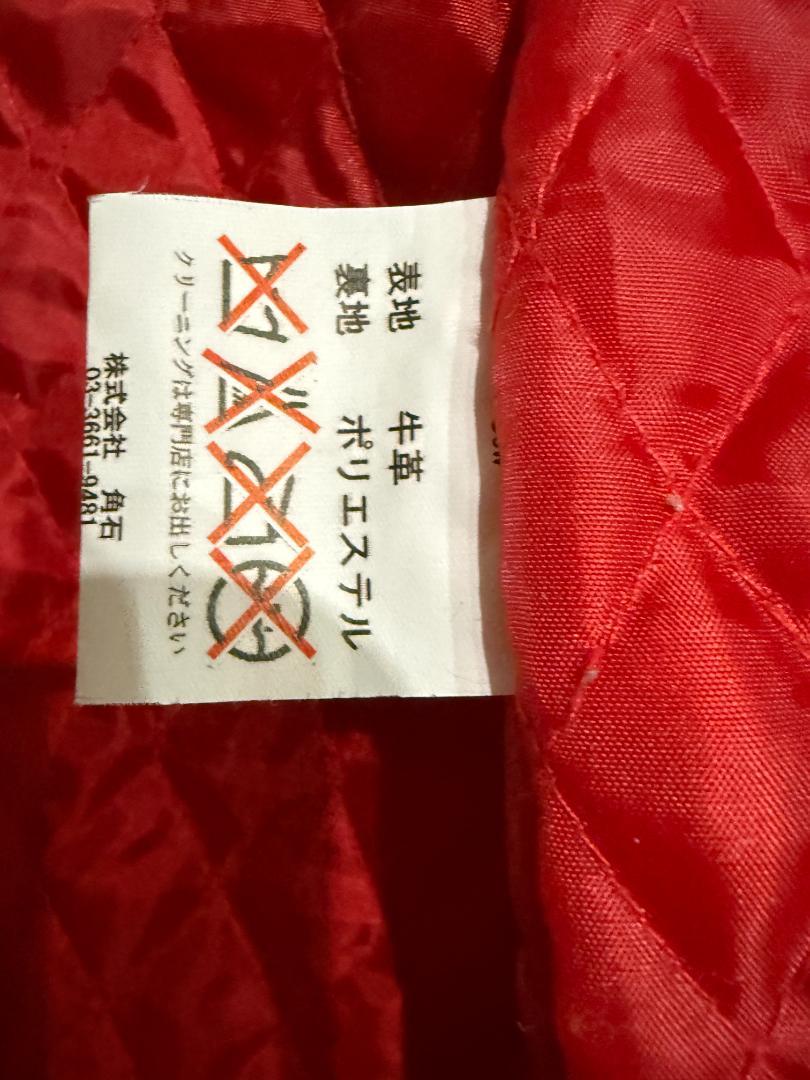 表地 牛革
裏地 ポリエステル
クリーニングは専門店にお出しください
株式会社 角石
03-3661-9481